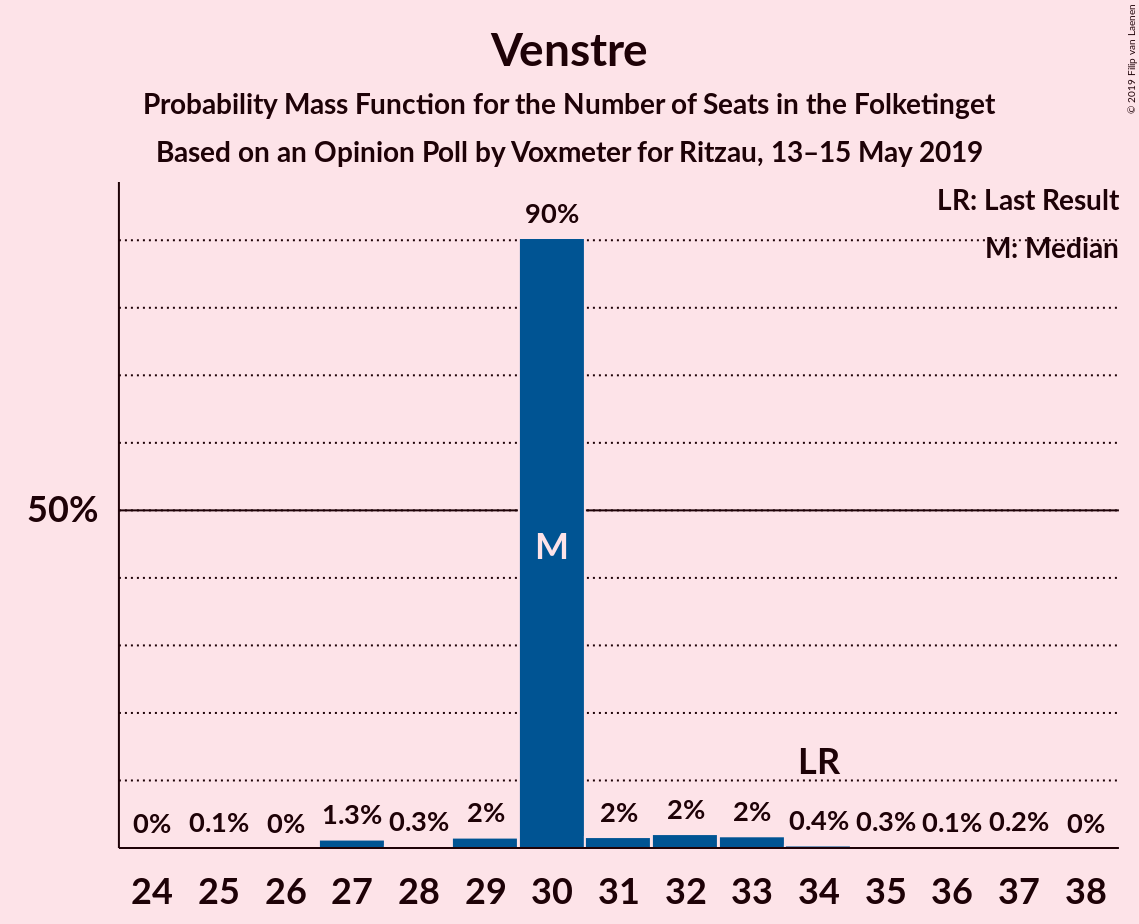 Venstre
Probability Mass Function for the Number of Seats in the Folketinget
Based on an Opinion Poll by Voxmeter for Ritzau, 13–15 May 2019
© 2019 Filip van Laenen
LR: Last Result
M: Median
90%
50%
M
LR
0% 0.1% 0% 1.3% 0.3% 2% 2% 2% 2% 0.4% 0.3% 0.1% 0.2% 0%
24 25 26 27 28 29 30 31 32 33 34 35 36 37 38